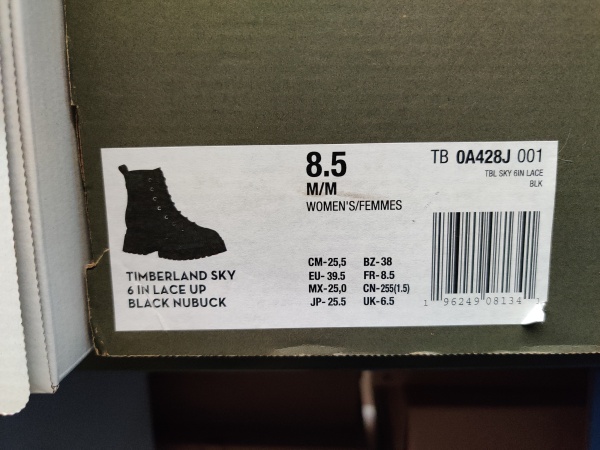 8.5
M/M
WOMEN'S/FEMMES
TB 0A428J 001
TBL SKY 6IN LACE
BLK
TIMBERLAND SKY
6 IN LACE UP
BLACK NUBUCK
CM-25,5 BZ-38
EU-39.5 FR-8.5
MX-25,0 CN-255(1.5)
JP-25.5 UK-6.5
1 96249 08134